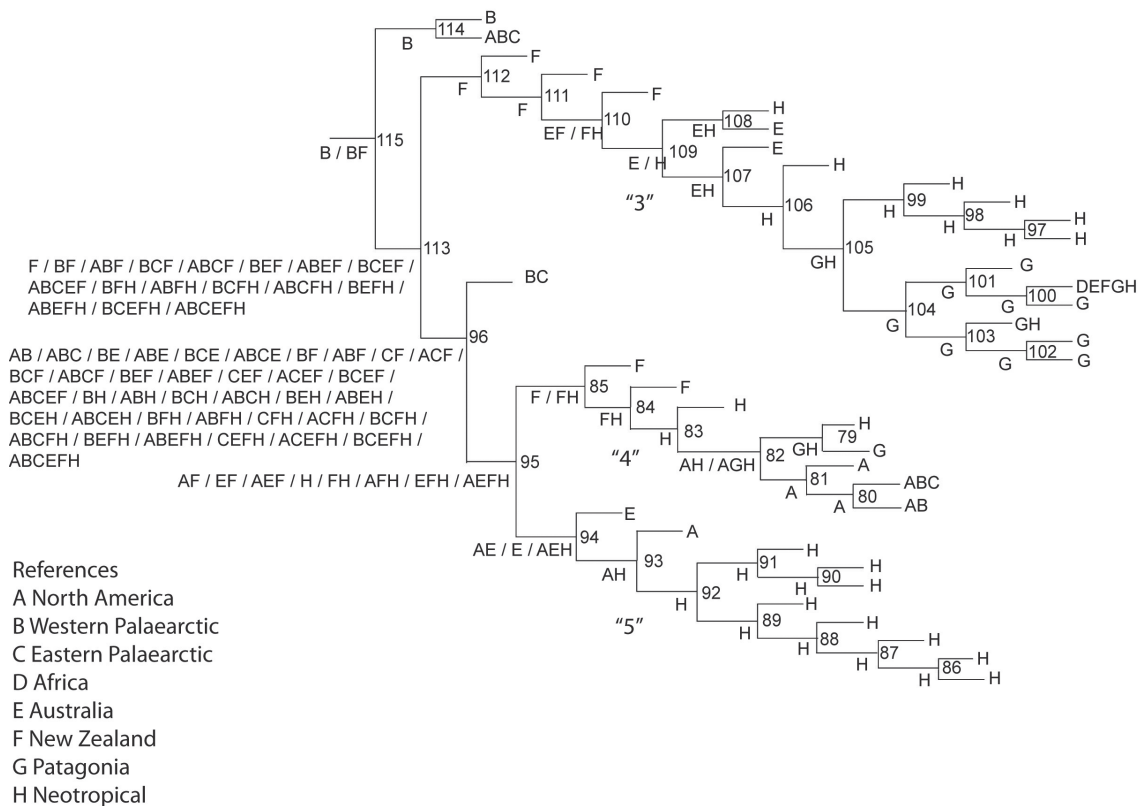 B
114
B
ABC
F
112
F
F
111
F
F
110
EF / FH
H
108
EH
E
115
B / BF
109
E / H
E
107
EH
H
106
H
"3"
H
99
H
H
98
H
H
97
H
H
113
105
GH
F / BF / ABF / BCF / ABCF / BEF / ABEF / BCEF /
ABCEF / BFH / ABFH / BCFH / ABCFH / BEFH /
ABEFH / BCEFH / ABCEFH
BC
G
101
G
DEFGH
100
G
G
104
G
GH
103
G
G
102
G
G
96
AB / ABC / BE / ABE / BCE / ABCE / BF / ABF / CF / ACF /
BCF / ABCF / BEF / ABEF / CEF / ACEF / BCEF /
ABCEF / BH / ABH / BCH / ABCH / BEH / ABEH /
BCEH / ABCEH / BFH / ABFH / CFH / ACFH / BCFH /
ABCFH / BEFH / ABEFH / CEFH / ACEFH / BCEFH /
ABCEFH
F
85
F / FH
F
84
FH
H
83
H
"4"
H
79
GH
G
82
AH / AGH
A
81
A
ABC
80
A
AB
95
AF / EF / AEF / H / FH / AFH / EFH / AEFH
E
94
AE / E / AEH
A
93
AH
H
91
H
H
90
H
H
92
H
"5"
H
89
H
H
88
H
H
87
H
H
86
H
H
References
A North America
B Western Palaearctic
C Eastern Palaearctic
D Africa
E Australia
F New Zealand
G Patagonia
H Neotropical